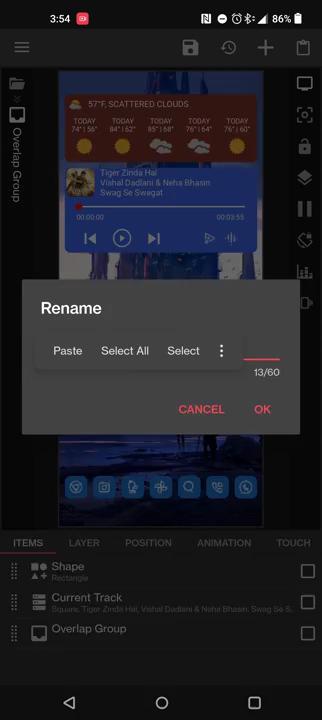 3:54
86%
57°F, SCATTERED CLOUDS
TODAY TODAY TODAY TODAY TODAY
74°|56° 84°|62° 85°|68° 76°|64° 76°|60°
Tiger Zinda Hai
Vishal Dadlani & Neha Bhasin
Swag Se Swagat
00:00:00 00:03:55
Overlap Group
Rename
Paste Select All Select
13/60
CANCEL OK
ITEMS LAYER POSITION ANIMATION TOUCH
Shape
Rectangle
Current Track
Square, Tiger Zinda Hai, Vishal Dadlani & Neha Bhasin, Swag Se S...
Overlap Group